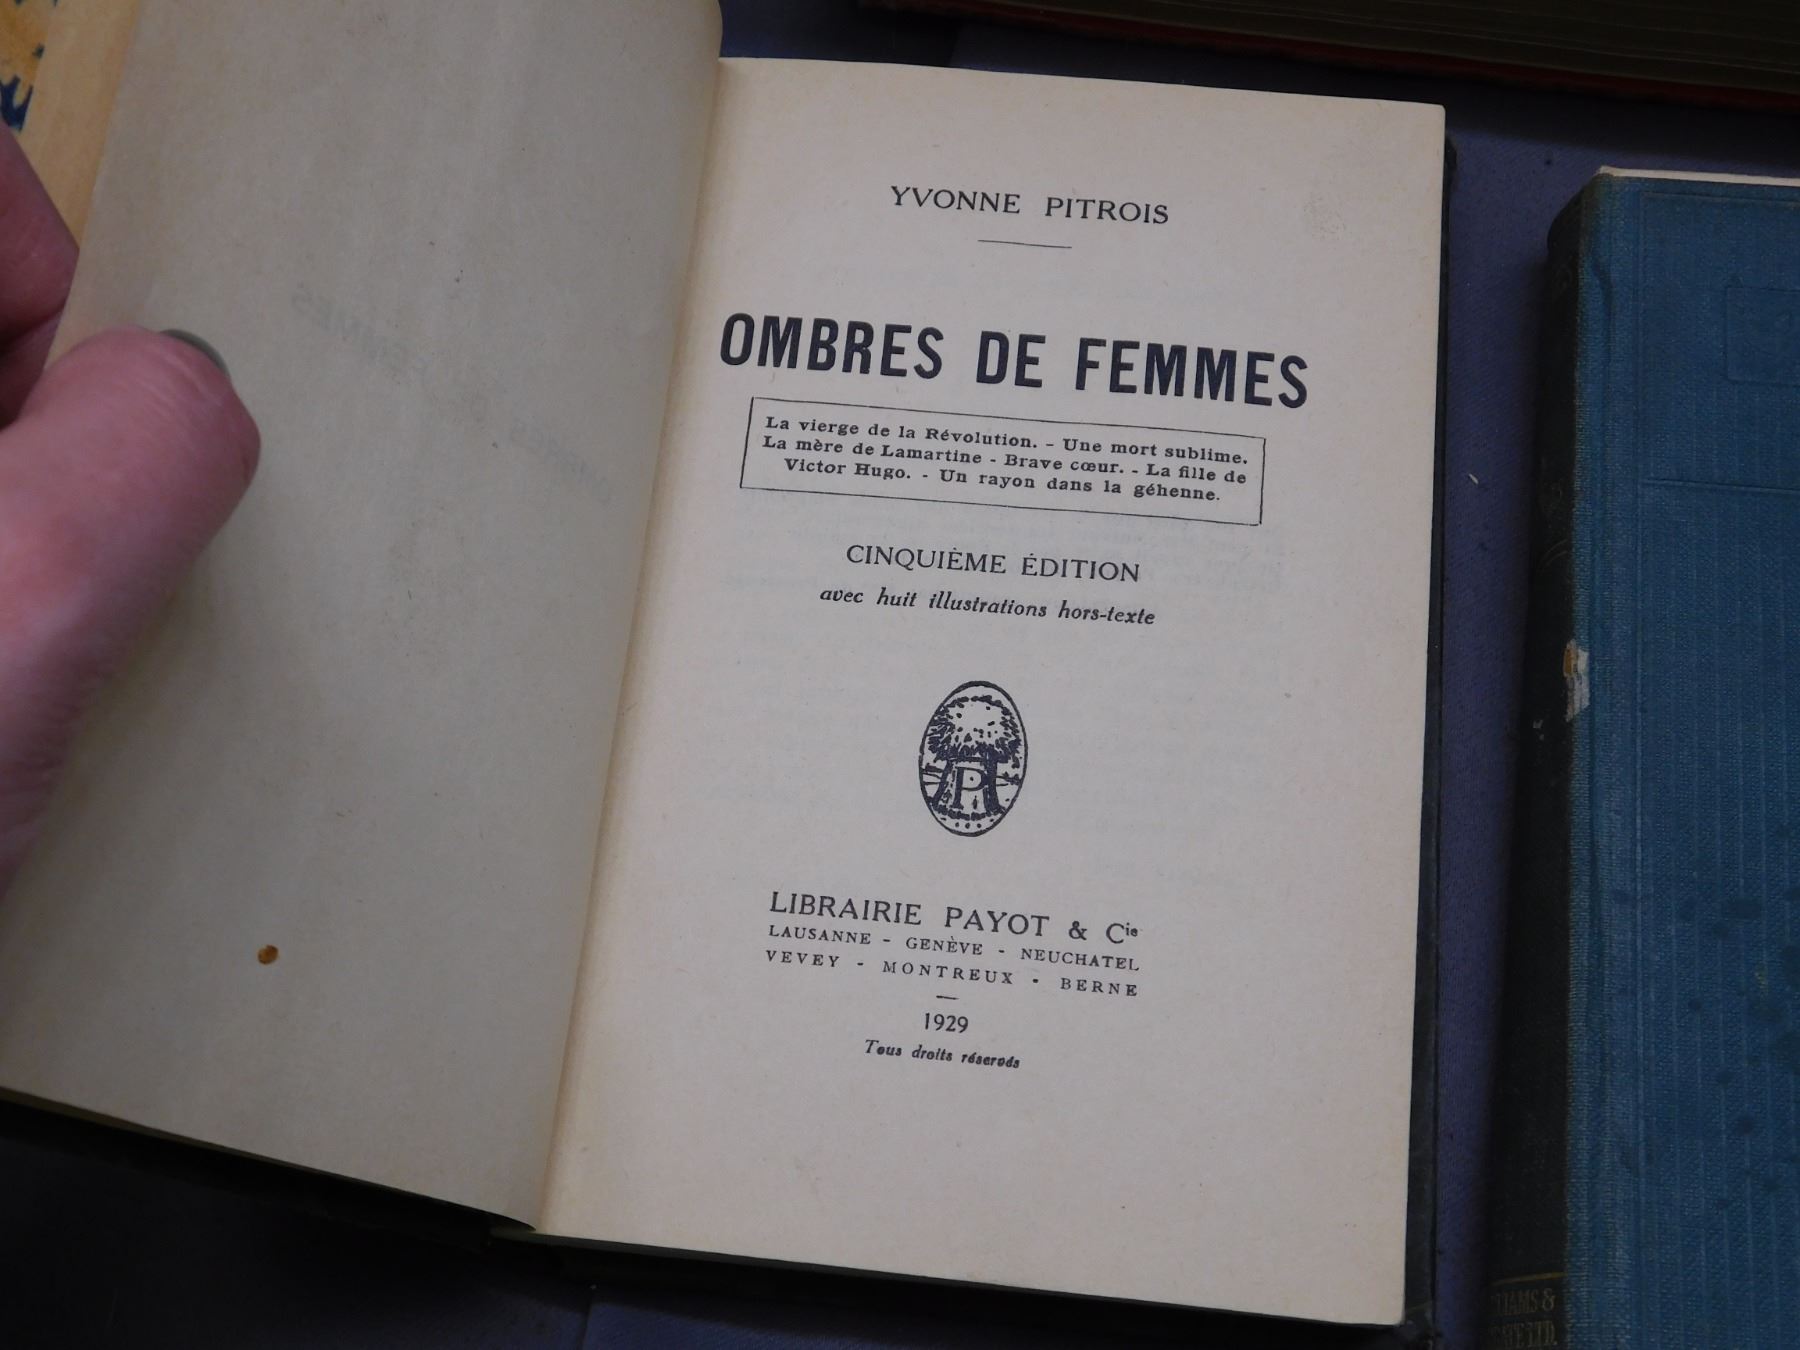 YVONNE PITROIS
OMBRES DE FEMMES
La vierge de la Révolution. - Une mort sublime.
La mère de Lamartine - Brave cœur. - La fille de
Victor Hugo. - Un rayon dans la géhenne.
CINQUIÈME ÉDITION
avec huit illustrations hors-texte
P
LIBRAIRIE PAYOT & Cie
LAUSANNE - GENÈVE - NEUCHATEL
VEVEY - MONTREUX - BERNE
1929
Tous droits réservés